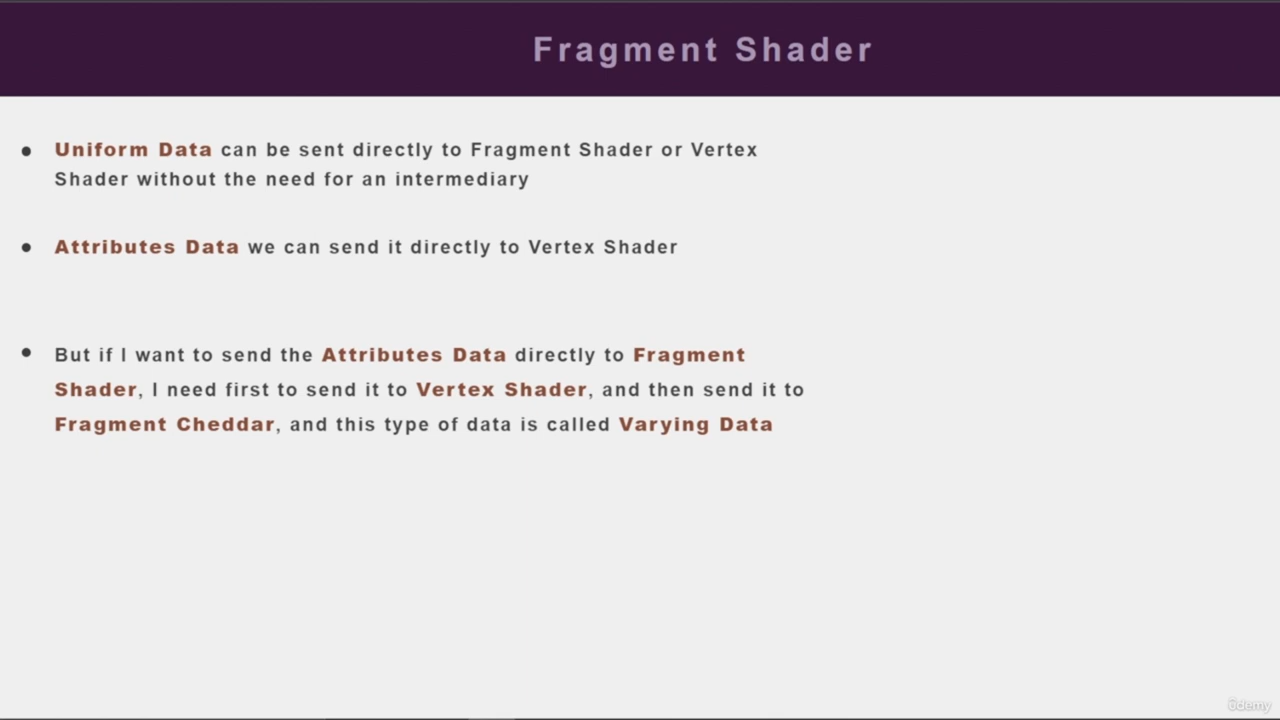 Fragment Shader
● Uniform Data can be sent directly to Fragment Shader or Vertex
Shader without the need for an intermediary
● Attributes Data we can send it directly to Vertex Shader
● But if I want to send the Attributes Data directly to Fragment
Shader, I need first to send it to Vertex Shader, and then send it to
Fragment Cheddar, and this type of data is called Varying Data
ûdemy